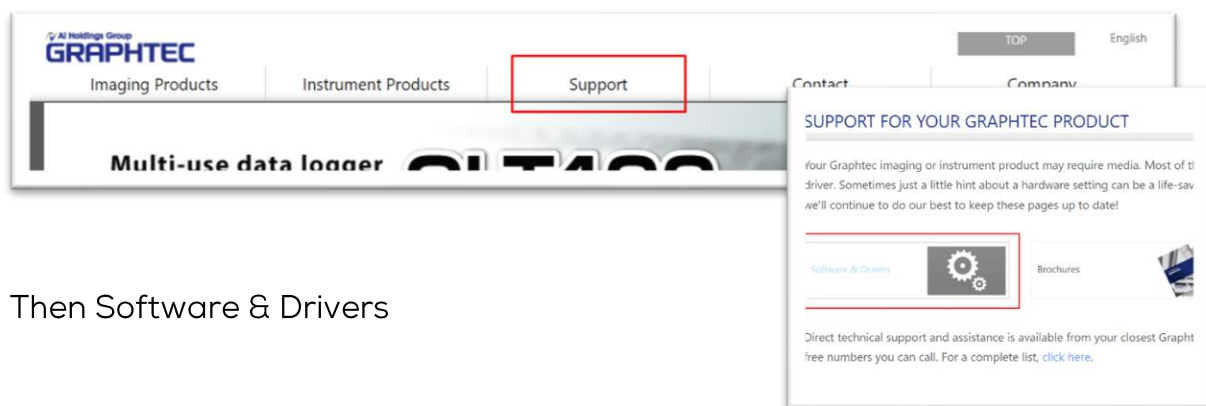 AI Holdings Group
GRAPHTEC
TOP
English
Imaging Products
Instrument Products
Support
Contact
Company
Multi-use data logger
SUPPORT FOR YOUR GRAPHTEC PRODUCT
Your Graphtec imaging or instrument product may require media. Most of
driver. Sometimes just a little hint about a hardware setting can be a life-sav
we'll continue to do our best to keep these pages up to date!
Software & Drivers
Brochures
Direct technical support and assistance is available from your closest Grapht
free numbers you can call. For a complete list, click here.
Then Software & Drivers